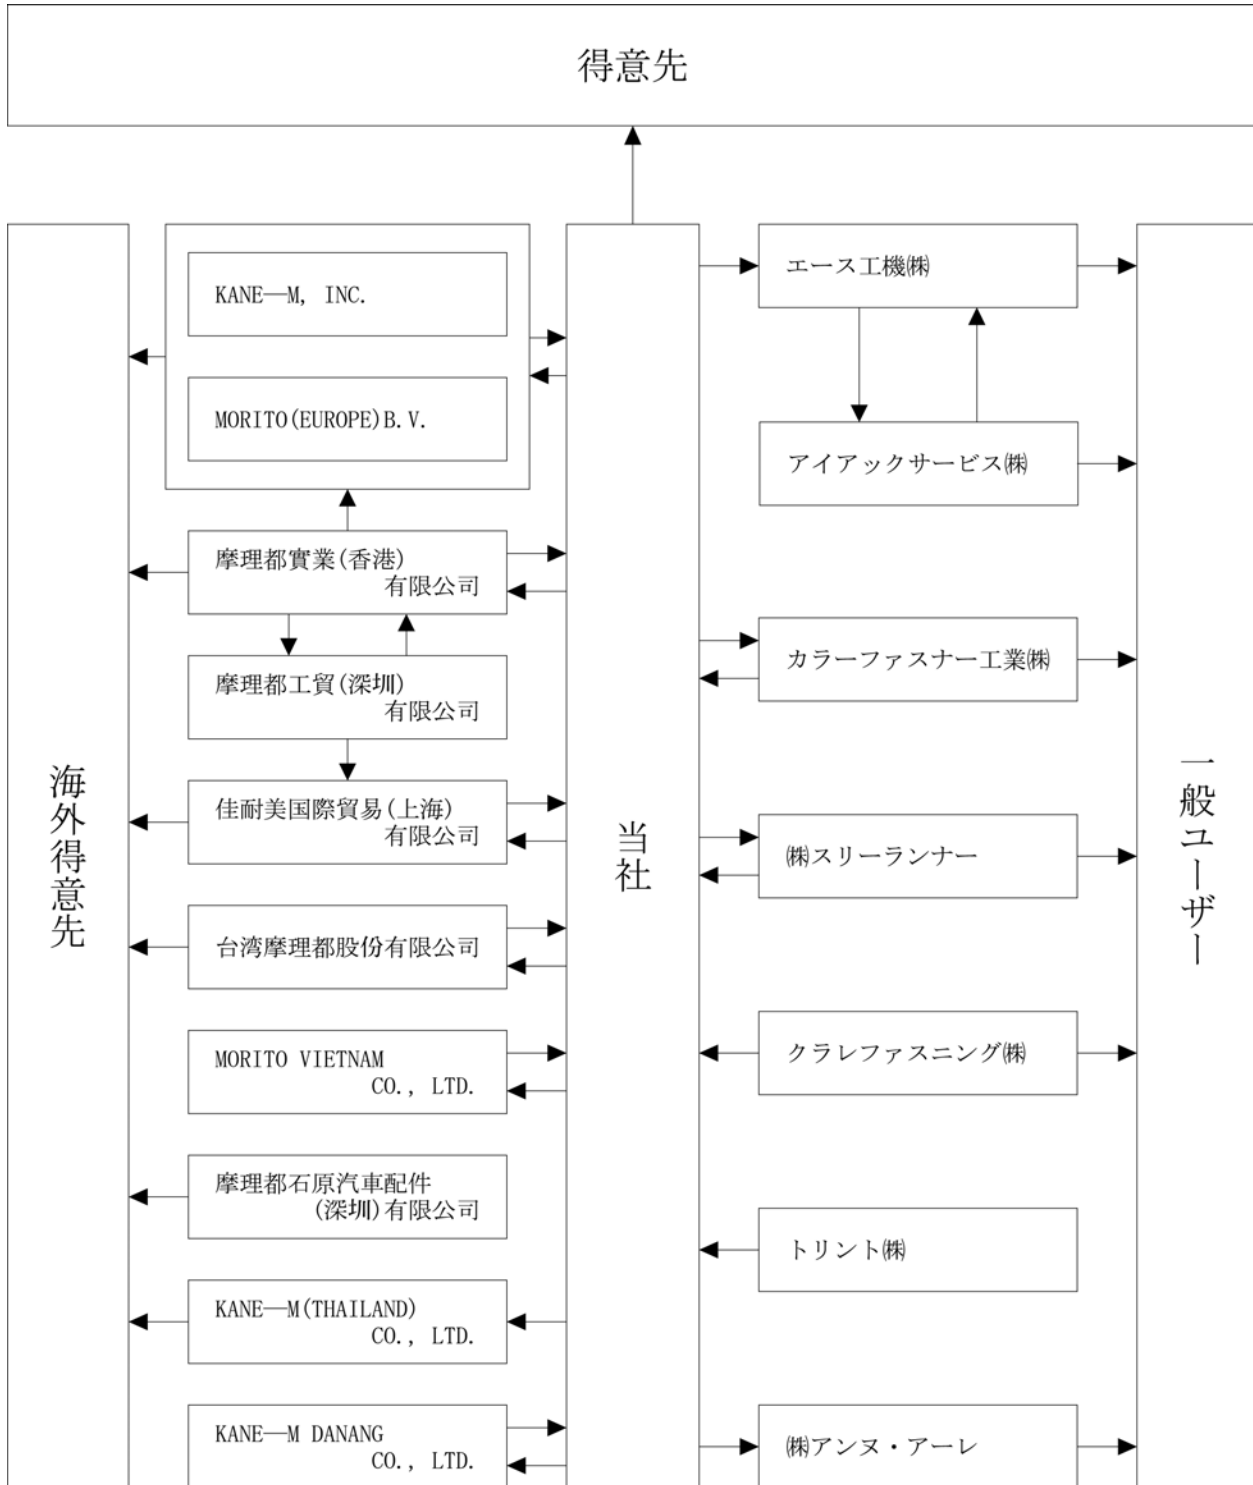 得意先
海外得意先
KANE―M, INC.
MORITO(EUROPE)B.V.
摩理都實業(香港)
有限公司
摩理都工貿(深圳)
有限公司
佳耐美国際貿易(上海)
有限公司
台湾摩理都股份有限公司
MORITO VIETNAM
CO., LTD.
摩理都石原汽車配件
(深圳)有限公司
KANE―M(THAILAND)
CO., LTD.
KANE―M DANANG
CO., LTD.
当社
エース工機㈱
アイアックサービス㈱
カラーファスナー工業㈱
㈱スリーランナー
クラレファスニング㈱
トリント㈱
㈱アンヌ・アーレ
一般ユーザー